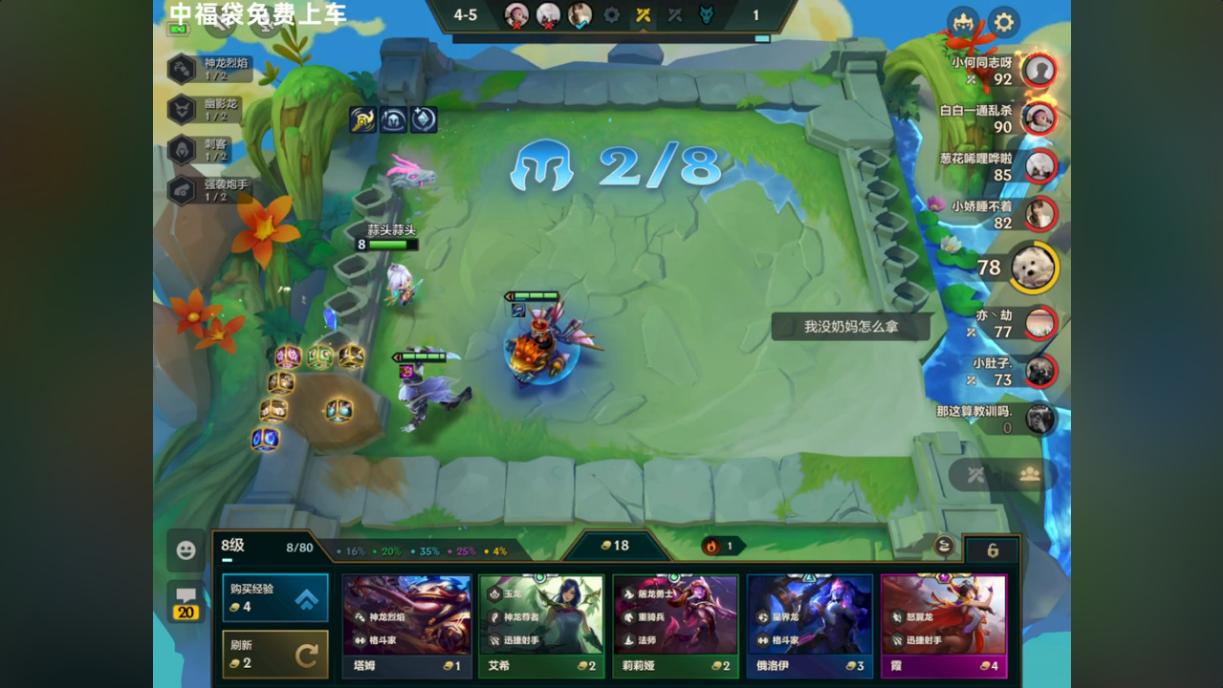 中福袋免费上车
4-5
1
神龙烈焰
1/2
幽影龙
1/2
刺客
1/2
强袭炮手
1/2
2/8
蒜头蒜头
8
小何同志呀
92
白白一通乱杀
90
葱花唏哩哗啦
85
小娇睡不着
82
78
亦丶劫
77
小肚子.
73
那这算教训吗.
0
我没奶妈怎么拿
8级
8/80
16% 20% 35% 25% 4%
18
1
6
购买经验
4
刷新
2
20
神龙烈焰
格斗家
塔姆 1
玉龙
神龙尊者
迅捷射手
艾希 2
屠龙勇士
重骑兵
法师
莉莉娅 2
星界龙
格斗家
俄洛伊 3
怒翼龙
迅捷射手
霞 4